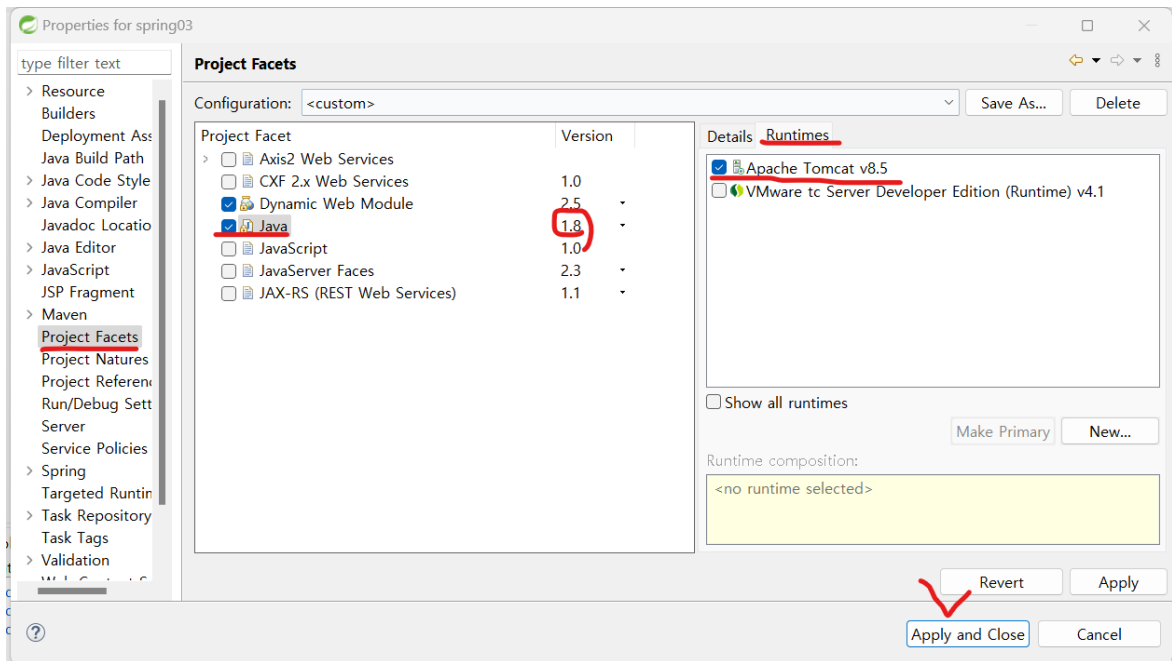 Properties for spring03
type filter text
Resource
Builders
Deployment Ass
Java Build Path
Java Code Style
Java Compiler
Javadoc Locatio
Java Editor
JavaScript
JSP Fragment
Maven
Project Facets
Project Natures
Project Referen
Run/Debug Sett
Server
Service Policies
Spring
Targeted Runtin
Task Repository
Task Tags
Validation
Project Facets
Configuration: <custom> Save As... Delete
Project Facet Version
Axis2 Web Services
CXF 2.x Web Services 1.0
Dynamic Web Module 2.5
Java 1.8
JavaScript 1.0
JavaServer Faces 2.3
JAX-RS (REST Web Services) 1.1
Details Runtimes
Apache Tomcat v8.5
VMware tc Server Developer Edition (Runtime) v4.1
Show all runtimes
Make Primary New...
Runtime composition:
<no runtime selected>
Revert Apply
Apply and Close Cancel